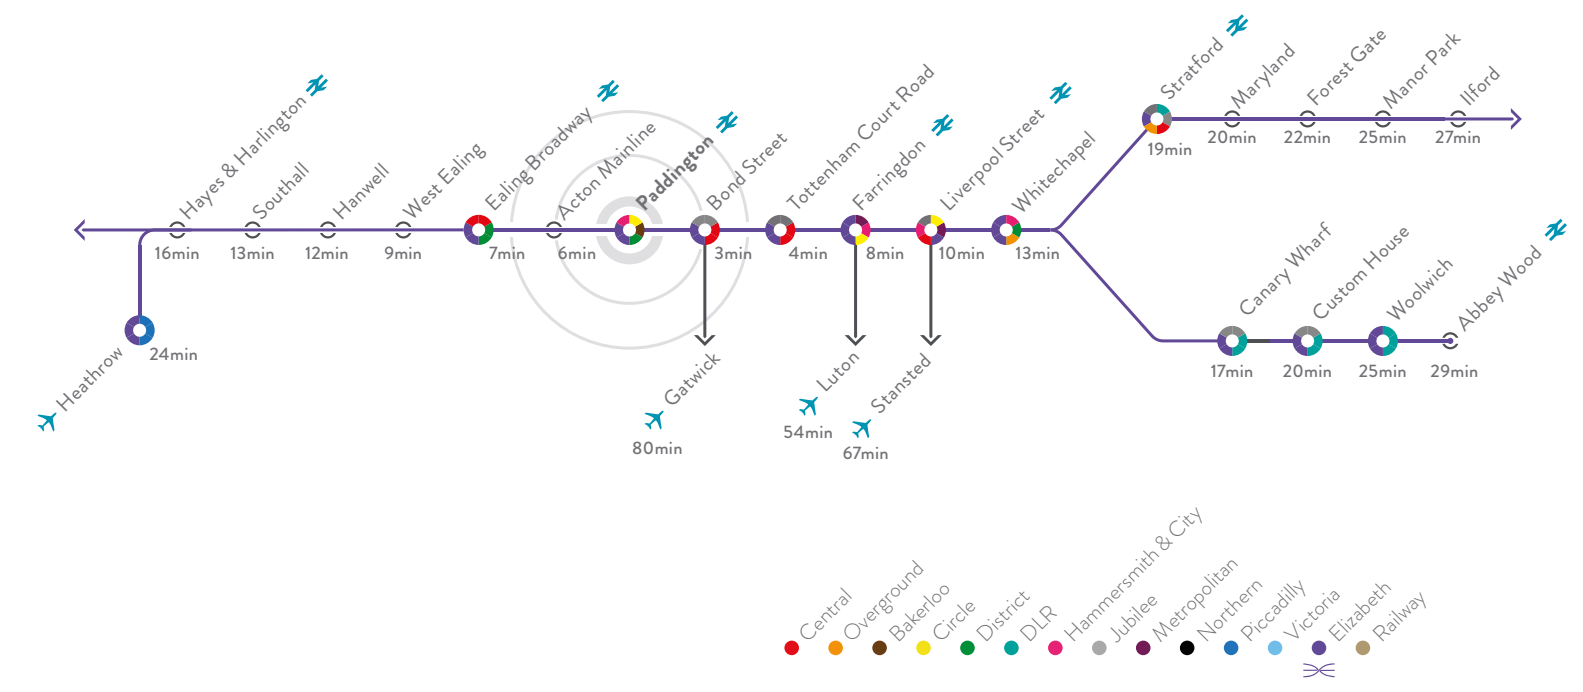 Hayes & Harlington
Southall
Hanwell
West Ealing
Ealing Broadway
Acton Mainline
Paddington
Bond Street
Tottenham Court Road
Farringdon
Liverpool Street
Whitechapel
Stratford
Maryland
Forest Gate
Manor Park
Ilford
19min
20min
22min
25min
27min
16min
13min
12min
9min
7min
6min
3min
4min
8min
10min
13min
Canary Wharf
Custom House
Woolwich
Abbey Wood
17min
20min
25min
29min
Heathrow
24min
Gatwick
80min
Luton
54min
Stansted
67min
Central
Overground
Bakerloo
Circle
District
DLR
Hammersmith & City
Jubilee
Metropolitan
Northern
Piccadilly
Victoria
Elizabeth
Railway